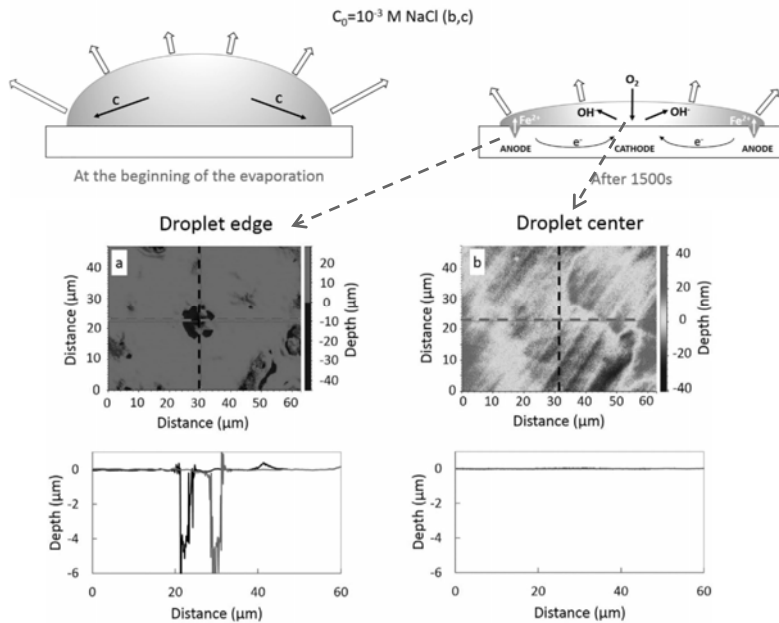 C₀=10⁻³ M NaCl (b,c)
C
C
At the beginning of the evaporation
O₂
OH⁻
OH⁻
Fe²⁺
Fe²⁺
e⁻
e⁻
ANODE
CATHODE
ANODE
After 1500s
Droplet edge
Droplet center
a
40
30
20
10
0
Distance (µm)
0 10 20 30 40 50 60
Distance (µm)
20
0
-10
-20
-40
Depth (µm)
b
40
30
20
10
0
Distance (µm)
0 10 20 30 40 50 60
Distance (µm)
40
20
0
-20
-40
Depth (nm)
0
-2
-4
-6
Depth (µm)
0 20 40 60
Distance (µm)
0
-2
-4
-6
Depth (µm)
0 20 40 60
Distance (µm)